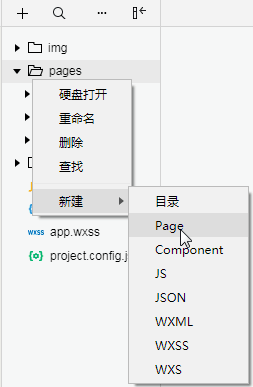 img
pages
硬盘打开
重命名
删除
查找
新建
目录
Page
Component
JS
JSON
WXML
WXSS
WXS
app.wxss
project.config.j